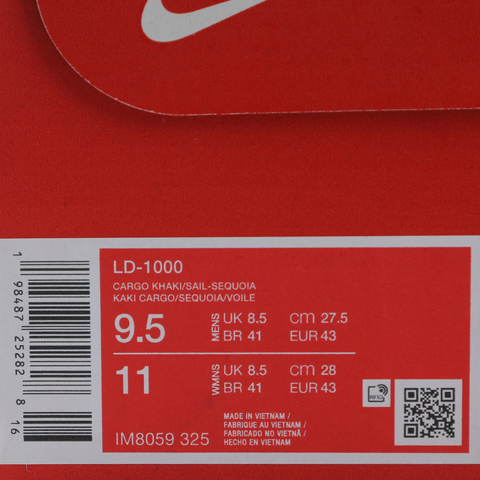 LD-1000
CARGO KHAKI/SAIL-SEQUOIA
KAKI CARGO/SEQUOIA/VOILE
9.5 MENS UK 8.5 cm 27.5
BR 41 EUR 43
11 WMNS UK 8.5 cm 28
BR 41 EUR 43
IM8059 325
MADE IN VIETNAM /
FABRIQUE AU VIETNAM /
FABRICADO NO VIETNÃ /
HECHO EN VIETNAM
1 98487 25282 8 16